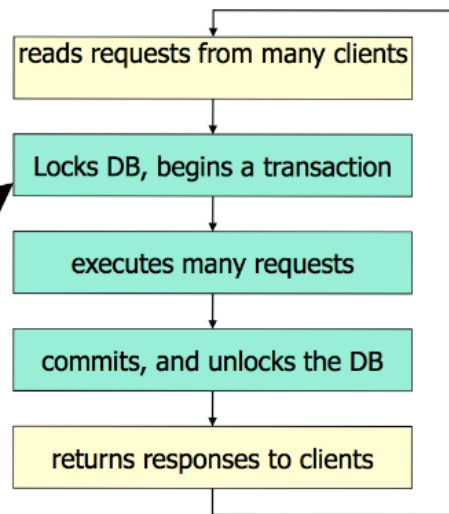 reads requests from many clients
Locks DB, begins a transaction
executes many requests
commits, and unlocks the DB
returns responses to clients